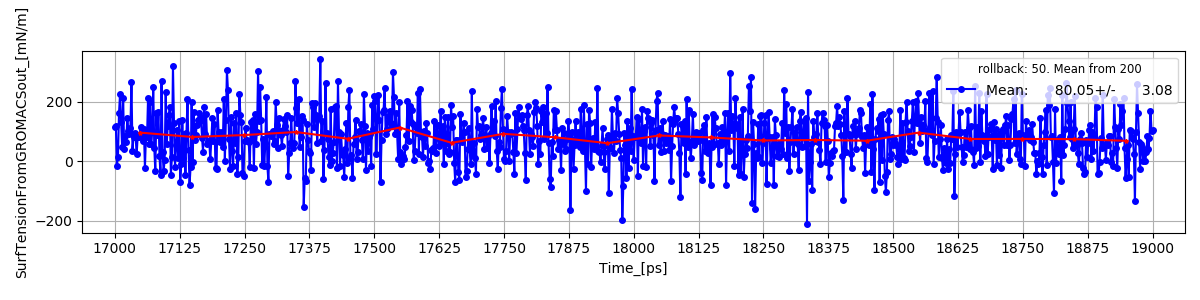 SurfTensionFromGROMACSout_[mN/m]
200
0
−200
rollback: 50. Mean from 200
Mean: 80.05+/- 3.08
17000 17125 17250 17375 17500 17625 17750 17875 18000 18125 18250 18375 18500 18625 18750 18875 19000
Time_[ps]